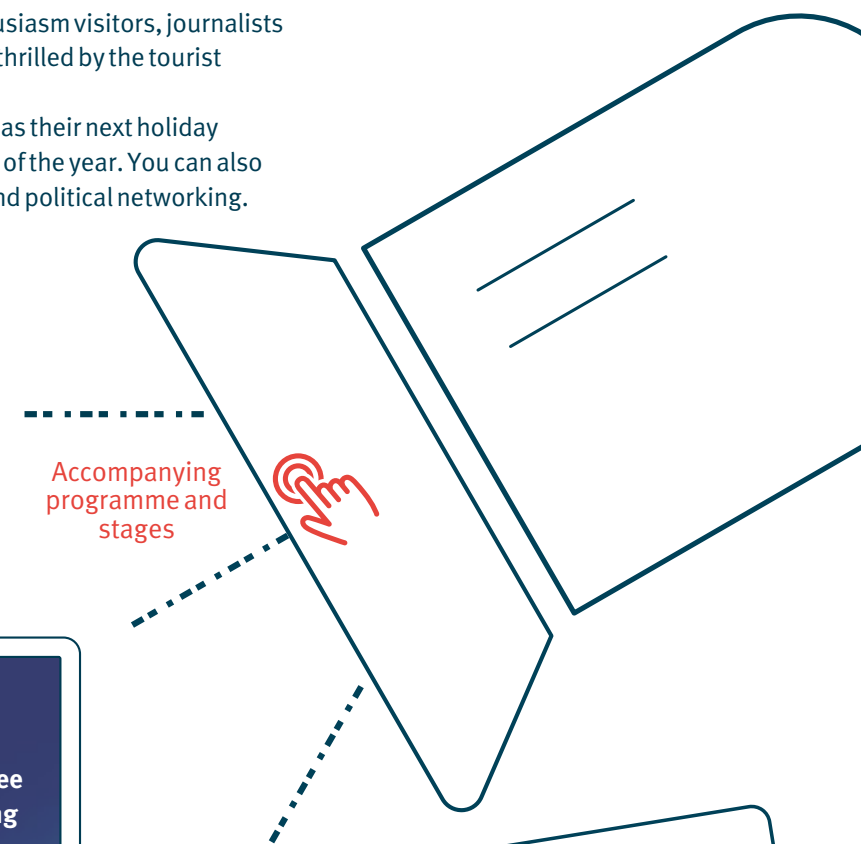 usiasm visitors, journalists
thrilled by the tourist
as their next holiday
of the year. You can also
nd political networking.
Accompanying
programme and
stages
ee
g